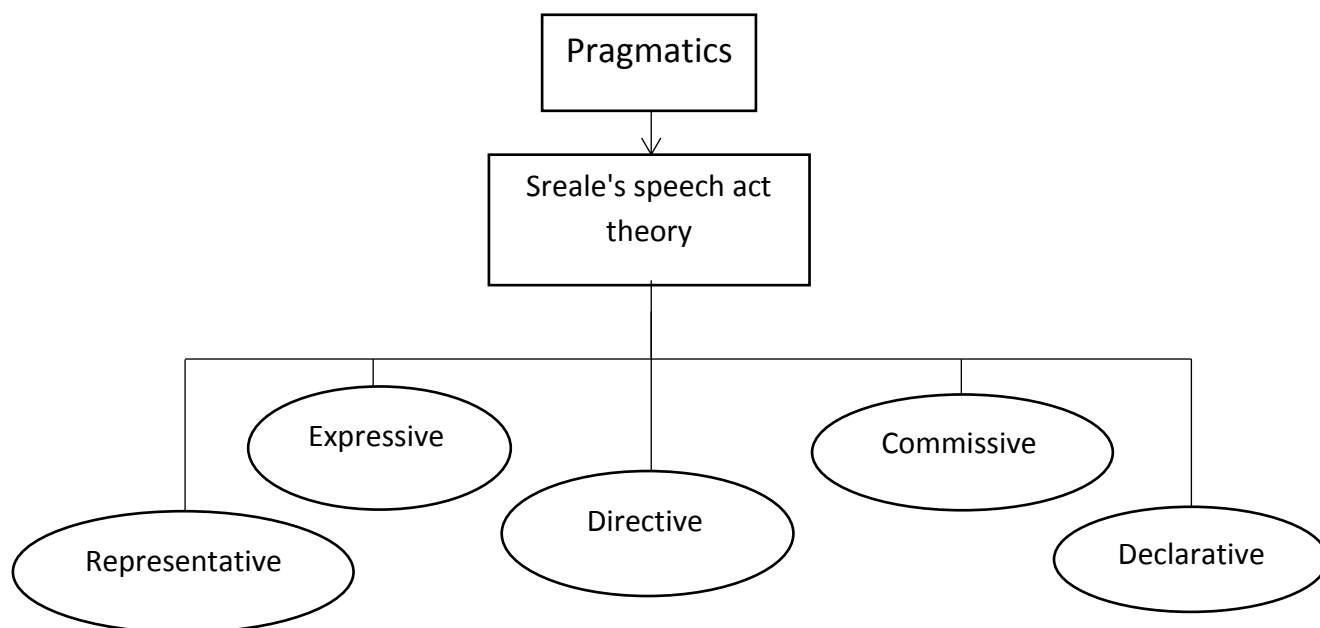 Pragmatics
Sreale's speech act
theory
Expressive
Commissive
Directive
Representative
Declarative